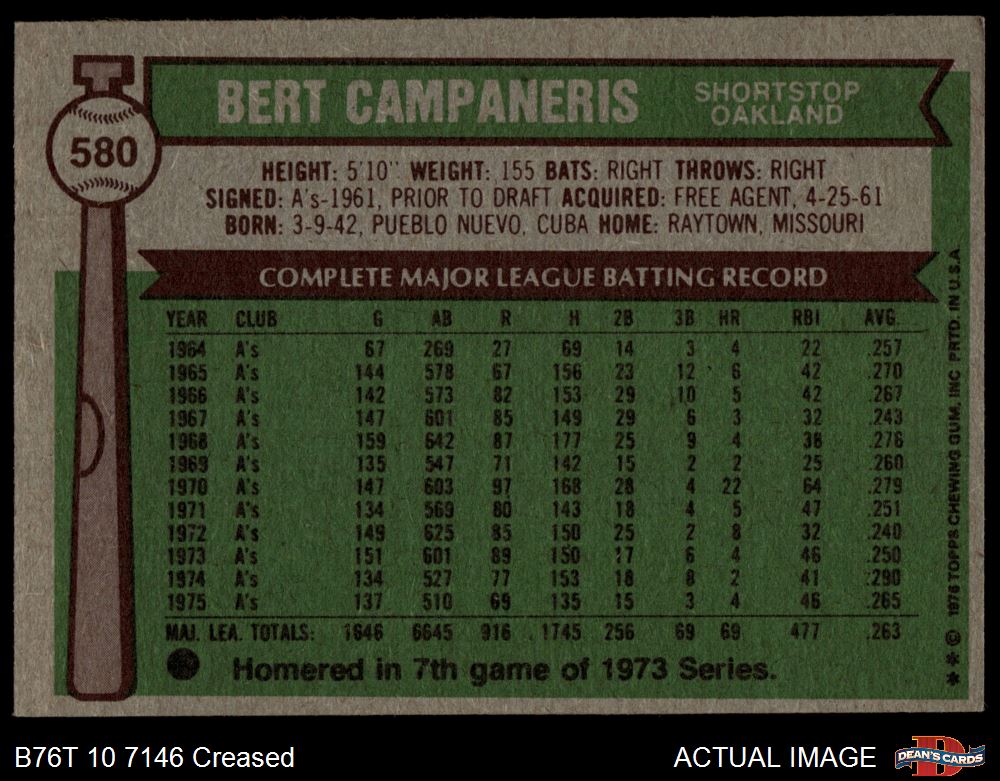 580
BERT CAMPANERIS
SHORTSTOP
OAKLAND
HEIGHT: 5'10" WEIGHT: 155 BATS: RIGHT THROWS: RIGHT
SIGNED: A's-1961, PRIOR TO DRAFT ACQUIRED: FREE AGENT, 4-25-61
BORN: 3-9-42, PUEBLO NUEVO, CUBA HOME: RAYTOWN, MISSOURI
COMPLETE MAJOR LEAGUE BATTING RECORD
YEAR CLUB G AB R H 2B 3B HR RBI AVG.
1964 A's 67 269 27 69 14 3 4 22 .257
1965 A's 144 578 67 156 23 12 6 42 .270
1966 A's 142 573 82 153 29 10 5 42 .267
1967 A's 147 601 85 149 29 6 3 32 .243
1968 A's 159 642 87 177 25 9 4 38 .276
1969 A's 135 547 71 142 15 2 2 25 .260
1970 A's 147 603 97 168 28 4 22 64 .279
1971 A's 134 569 80 143 18 4 5 47 .251
1972 A's 149 625 85 150 25 2 8 32 .240
1973 A's 151 601 89 150 17 6 4 46 .250
1974 A's 134 527 77 153 18 8 2 41 .290
1975 A's 137 510 69 135 15 3 4 46 .265
MAJ. LEA. TOTALS: 1646 6645 916 1745 256 69 69 477 .263
Homered in 7th game of 1973 Series.
* * © 1976 TOPPS CHEWING GUM, INC PRTD. IN U.S.A
B76T 10 7146 Creased
ACTUAL IMAGE
D
DEAN'S CARDS